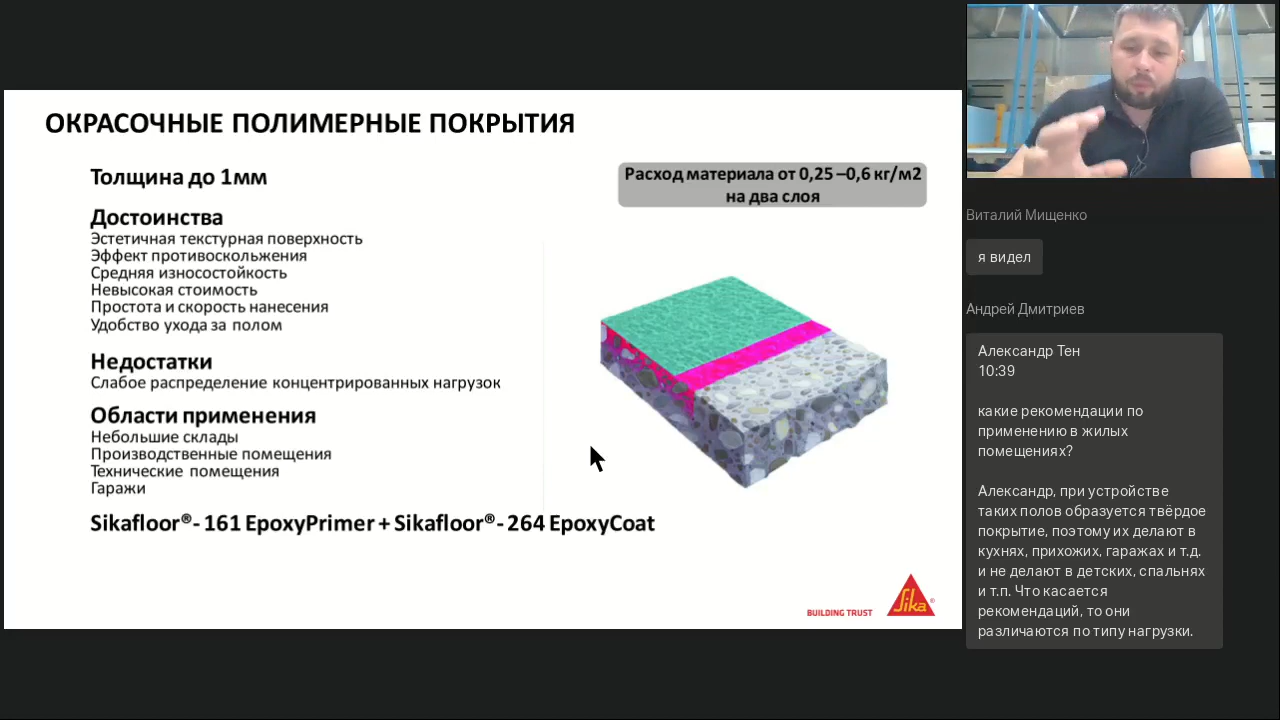 ОКРАСОЧНЫЕ ПОЛИМЕРНЫЕ ПОКРЫТИЯ
Толщина до 1мм
Расход материала от 0,25 –0,6 кг/м2
на два слоя
Достоинства
Эстетичная текстурная поверхность
Эффект противоскольжения
Средняя износостойкость
Невысокая стоимость
Простота и скорость нанесения
Удобство ухода за полом
Недостатки
Слабое распределение концентрированных нагрузок
Области применения
Небольшие склады
Производственные помещения
Технические помещения
Гаражи
Sikafloor®- 161 EpoxyPrimer + Sikafloor®- 264 EpoxyCoat
BUILDING TRUST
Sika®
Виталий Мищенко
я видел
Андрей Дмитриев
Александр Тен
10:39
какие рекомендации по
применению в жилых
помещениях?
Александр, при устройстве
таких полов образуется твёрдое
покрытие, поэтому их делают в
кухнях, прихожих, гаражах и т.д.
и не делают в детских, спальнях
и т.п. Что касается
рекомендаций, то они
различаются по типу нагрузки.